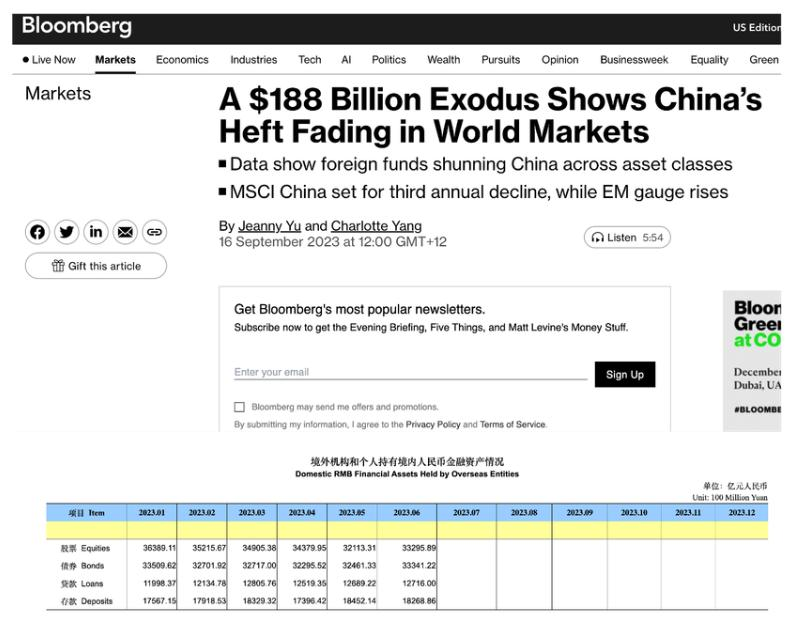 Bloomberg
US Edition
Live Now Markets Economics Industries Tech AI Politics Wealth Pursuits Opinion Businessweek Equality Green
Markets
A $188 Billion Exodus Shows China's
Heft Fading in World Markets
Data show foreign funds shunning China across asset classes
MSCI China set for third annual decline, while EM gauge rises
By Jeanny Yu and Charlotte Yang
16 September 2023 at 12:00 GMT+12
Listen 5:54
Gift this article
Get Bloomberg's most popular newsletters.
Subscribe now to get the Evening Briefing, Five Things, and Matt Levine's Money Stuff.
Enter your email
Sign Up
Bloomberg may send me offers and promotions.
By submitting my information, I agree to the Privacy Policy and Terms of Service.
Bloom
Green
at CO
December
Dubai, UA
#BLOOMBE
境外机构和个人持有境内人民币金融资产情况
Domestic RMB Financial Assets Held by Overseas Entities
单位：亿元人民币
Unit: 100 Million Yuan
项目 Item 2023.01 2023.02 2023.03 2023.04 2023.05 2023.06 2023.07 2023.08 2023.09 2023.10 2023.11 2023.12
股票 Equities 36389.11 35215.67 34905.38 34379.95 32113.31 33295.89
债券 Bonds 33509.62 32701.92 32717.00 32295.52 32461.33 33341.22
贷款 Loans 11998.37 12134.78 12805.76 12519.35 12689.22 12716.00
存款 Deposits 17567.15 17918.53 18329.32 17396.42 18452.14 18268.86